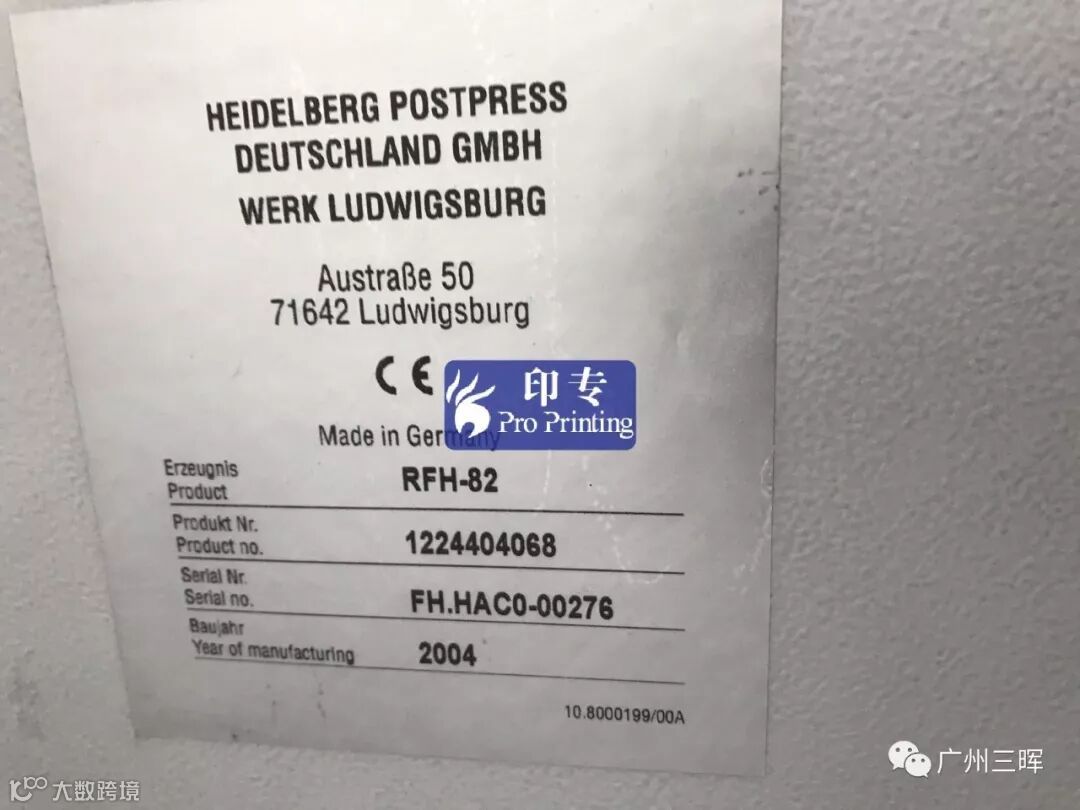 HEIDELBERG POSTPRESS
DEUTSCHLAND GMBH
WERK LUDWIGSBURG
Austraße 50
71642 Ludwigsburg
CE
印专
Pro Printing
Made in Germany
Erzeugnis
Product
RFH-82
Produkt Nr.
Product no.
1224404068
Serial Nr.
Serial no.
FH.HAC0-00276
Baujahr
Year of manufacturing
2004
10.8000199/00A
广州三晖
大数跨境